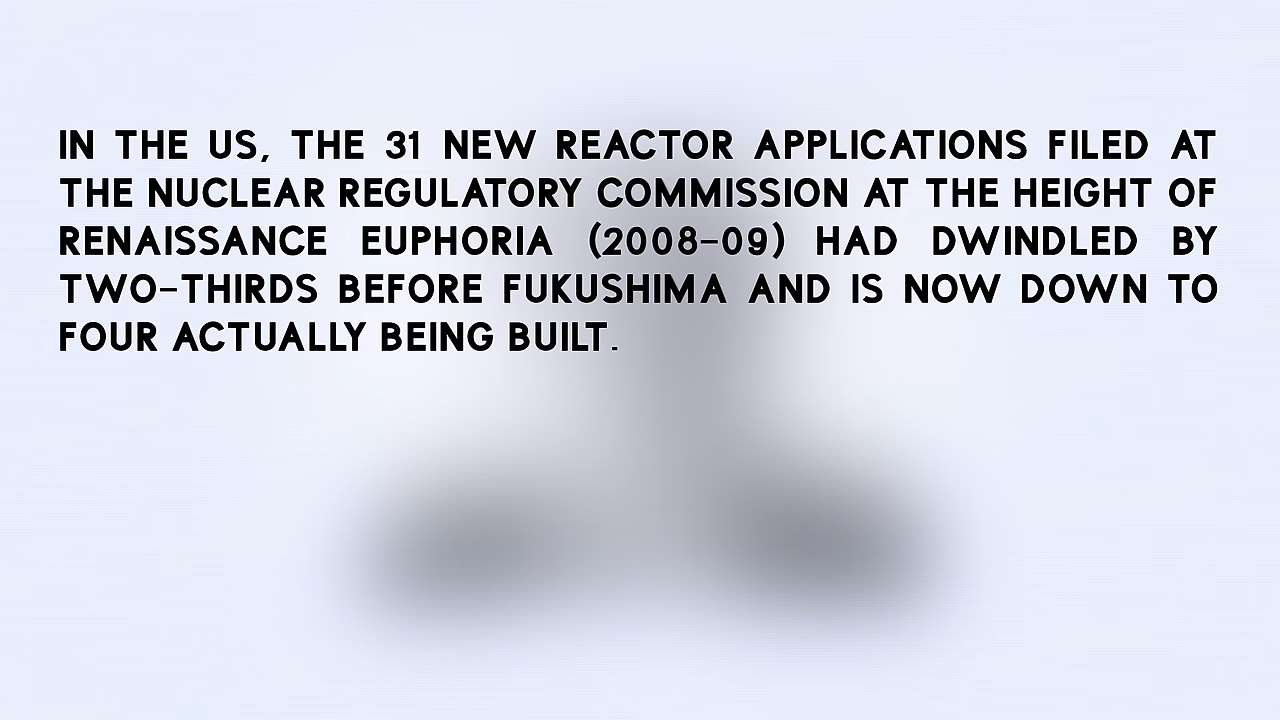 IN THE US, THE 31 NEW REACTOR APPLICATIONS FILED AT
THE NUCLEAR REGULATORY COMMISSION AT THE HEIGHT OF
RENAISSANCE EUPHORIA (2008-09) HAD DWINDLED BY
TWO-THIRDS BEFORE FUKUSHIMA AND IS NOW DOWN TO
FOUR ACTUALLY BEING BUILT.